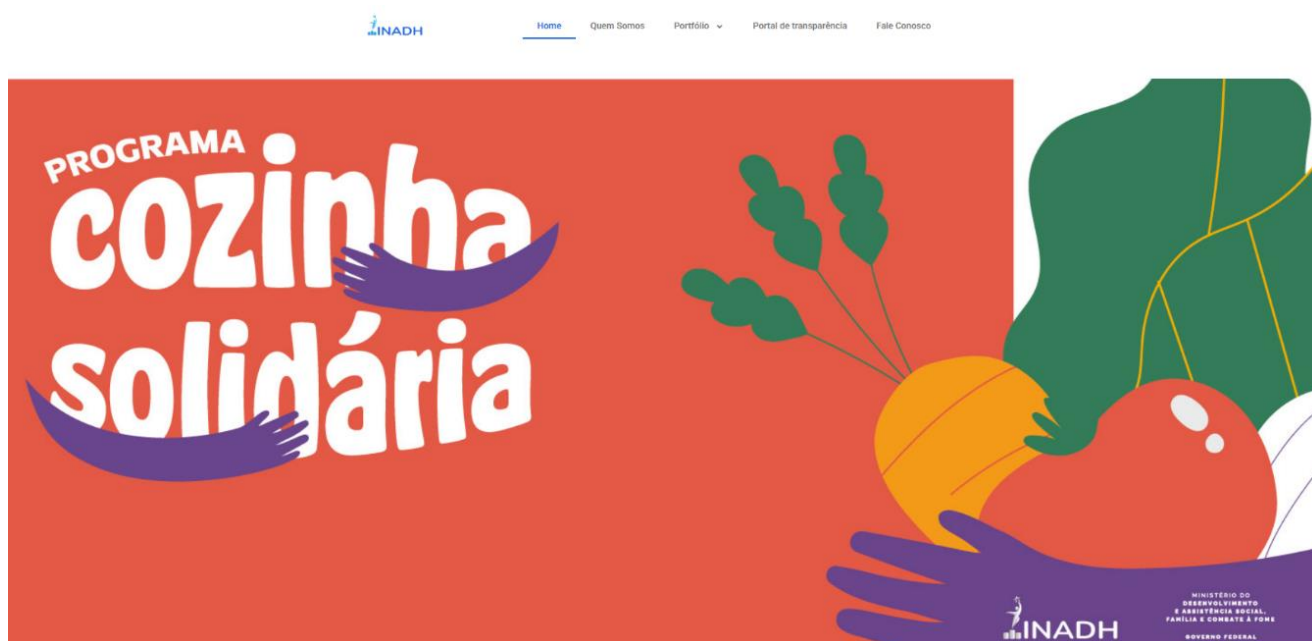 INADH
Home
Quem Somos
Portfólio
Portal de transparência
Fale Conosco
PROGRAMA
cozinha
solidária
INADH
MINISTÉRIO DO
DESENVOLVIMENTO
E ASSISTÊNCIA SOCIAL,
FAMÍLIA E COMBATE À FOME
GOVERNO FEDERAL